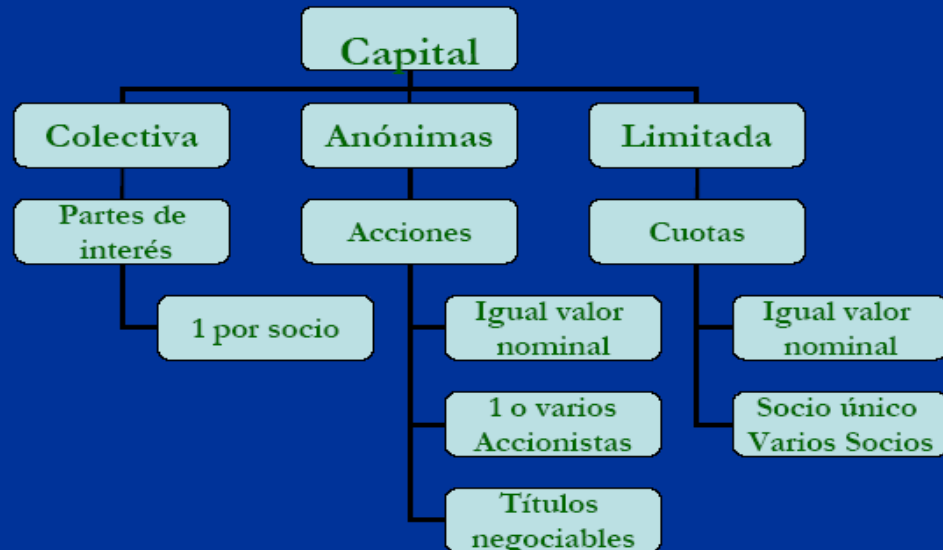 Capital
Colectiva
Anónimas
Limitada
Partes de
interés
Acciones
Cuotas
1 por socio
Igual valor
nominal
Igual valor
nominal
1 o varios
Accionistas
Socio único
Varios Socios
Títulos
negociables